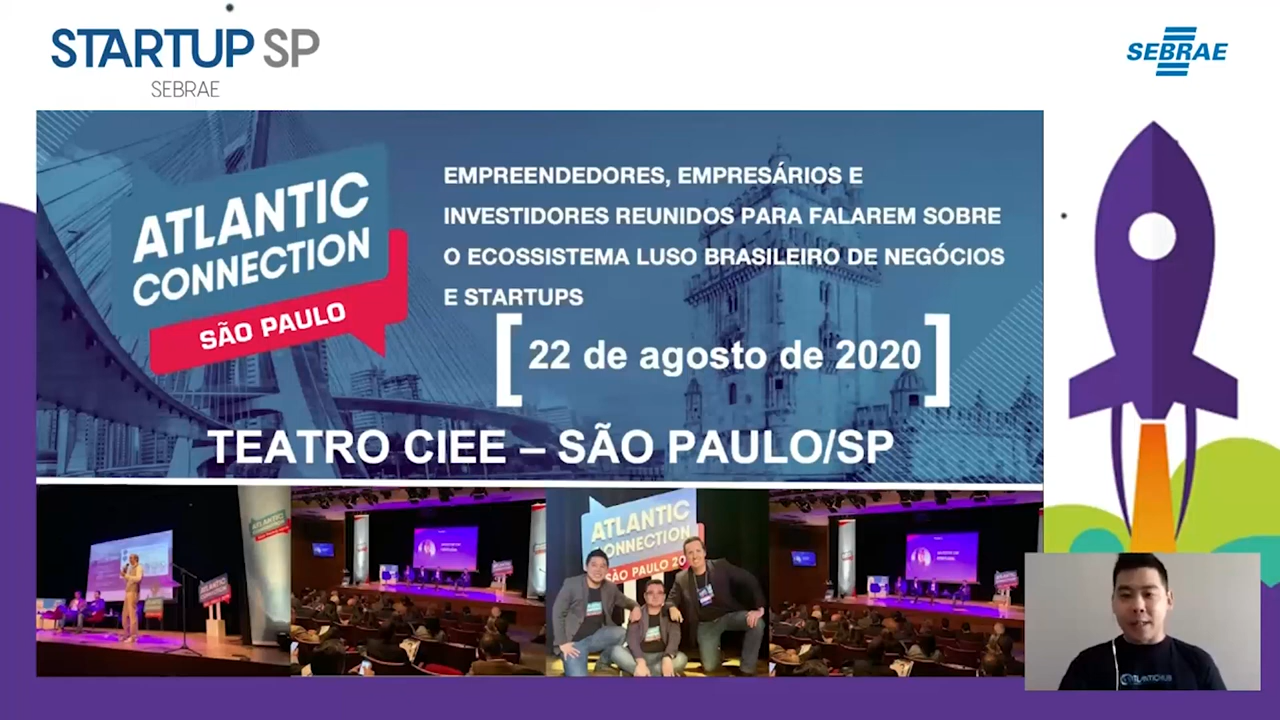 STARTUP SP
SEBRAE
SEBRAE
ATLANTIC
CONNECTION
SÃO PAULO
EMPREENDEDORES, EMPRESÁRIOS E
INVESTIDORES REUNIDOS PARA FALAREM SOBRE
O ECOSSISTEMA LUSO BRASILEIRO DE NEGÓCIOS
E STARTUPS
[22 de agosto de 2020]
TEATRO CIEE – SÃO PAULO/SP
ATLANTIC
CONNECTION
SÃO PAULO 20
ATLANTICHUB